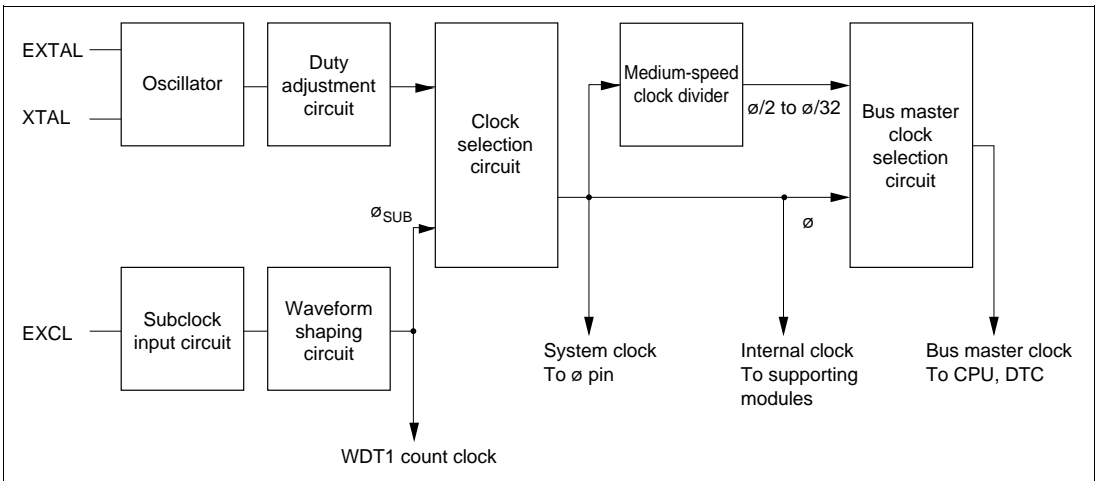 EXTAL
XTAL
Oscillator
Duty
adjustment
circuit
Clock
selection
circuit
Medium-speed
clock divider
ø/2 to ø/32
Bus master
clock
selection
circuit
øSUB
ø
EXCL
Subclock
input circuit
Waveform
shaping
circuit
System clock
To ø pin
Internal clock
To supporting
modules
Bus master clock
To CPU, DTC
WDT1 count clock